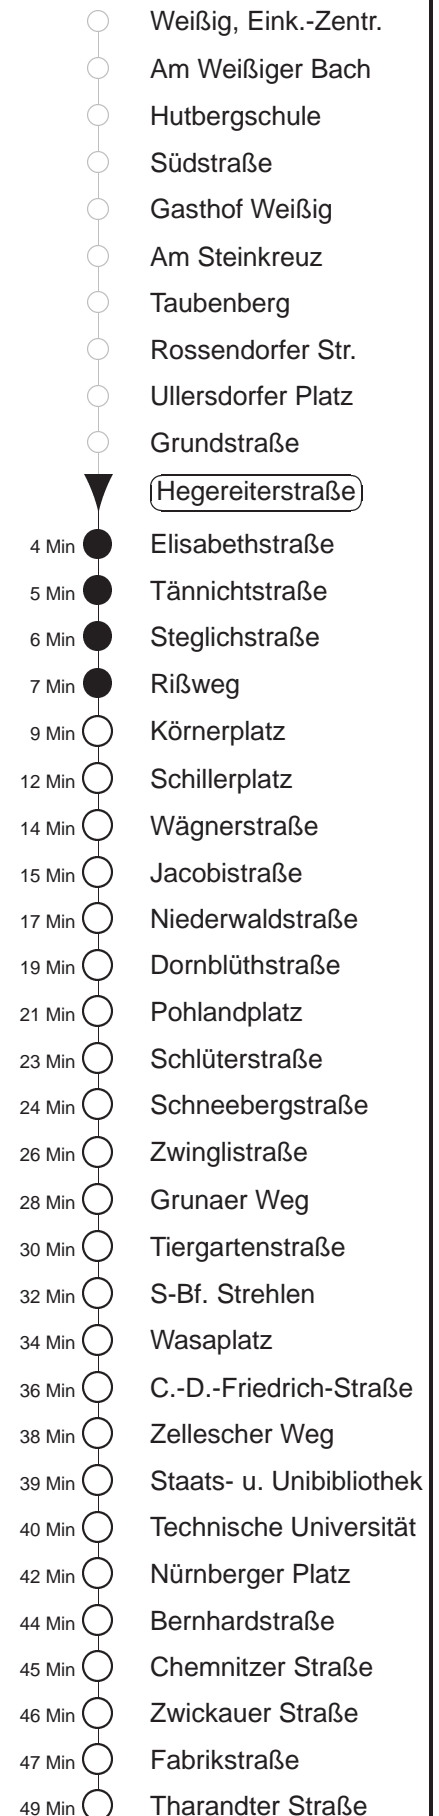 Weißig, Eink.-Zentr.
Am Weißiger Bach
Hutbergschule
Südstraße
Gasthof Weißig
Am Steinkreuz
Taubenberg
Rossendorfer Str.
Ullersdorfer Platz
Grundstraße
Hegereiterstraße
4 Min Elisabethstraße
5 Min Tännichtstraße
6 Min Steglichstraße
7 Min Rißweg
9 Min Körnerplatz
12 Min Schillerplatz
14 Min Wägnerstraße
15 Min Jacobistraße
17 Min Niederwaldstraße
19 Min Dornblüthstraße
21 Min Pohlandplatz
23 Min Schlüterstraße
24 Min Schneebergstraße
26 Min Zwinglistraße
28 Min Grunaer Weg
30 Min Tiergartenstraße
32 Min S-Bf. Strehlen
34 Min Wasaplatz
36 Min C.-D.-Friedrich-Straße
38 Min Zellescher Weg
39 Min Staats- u. Unibibliothek
40 Min Technische Universität
42 Min Nürnberger Platz
44 Min Bernhardstraße
45 Min Chemnitzer Straße
46 Min Zwickauer Straße
47 Min Fabrikstraße
49 Min Tharandter Straße